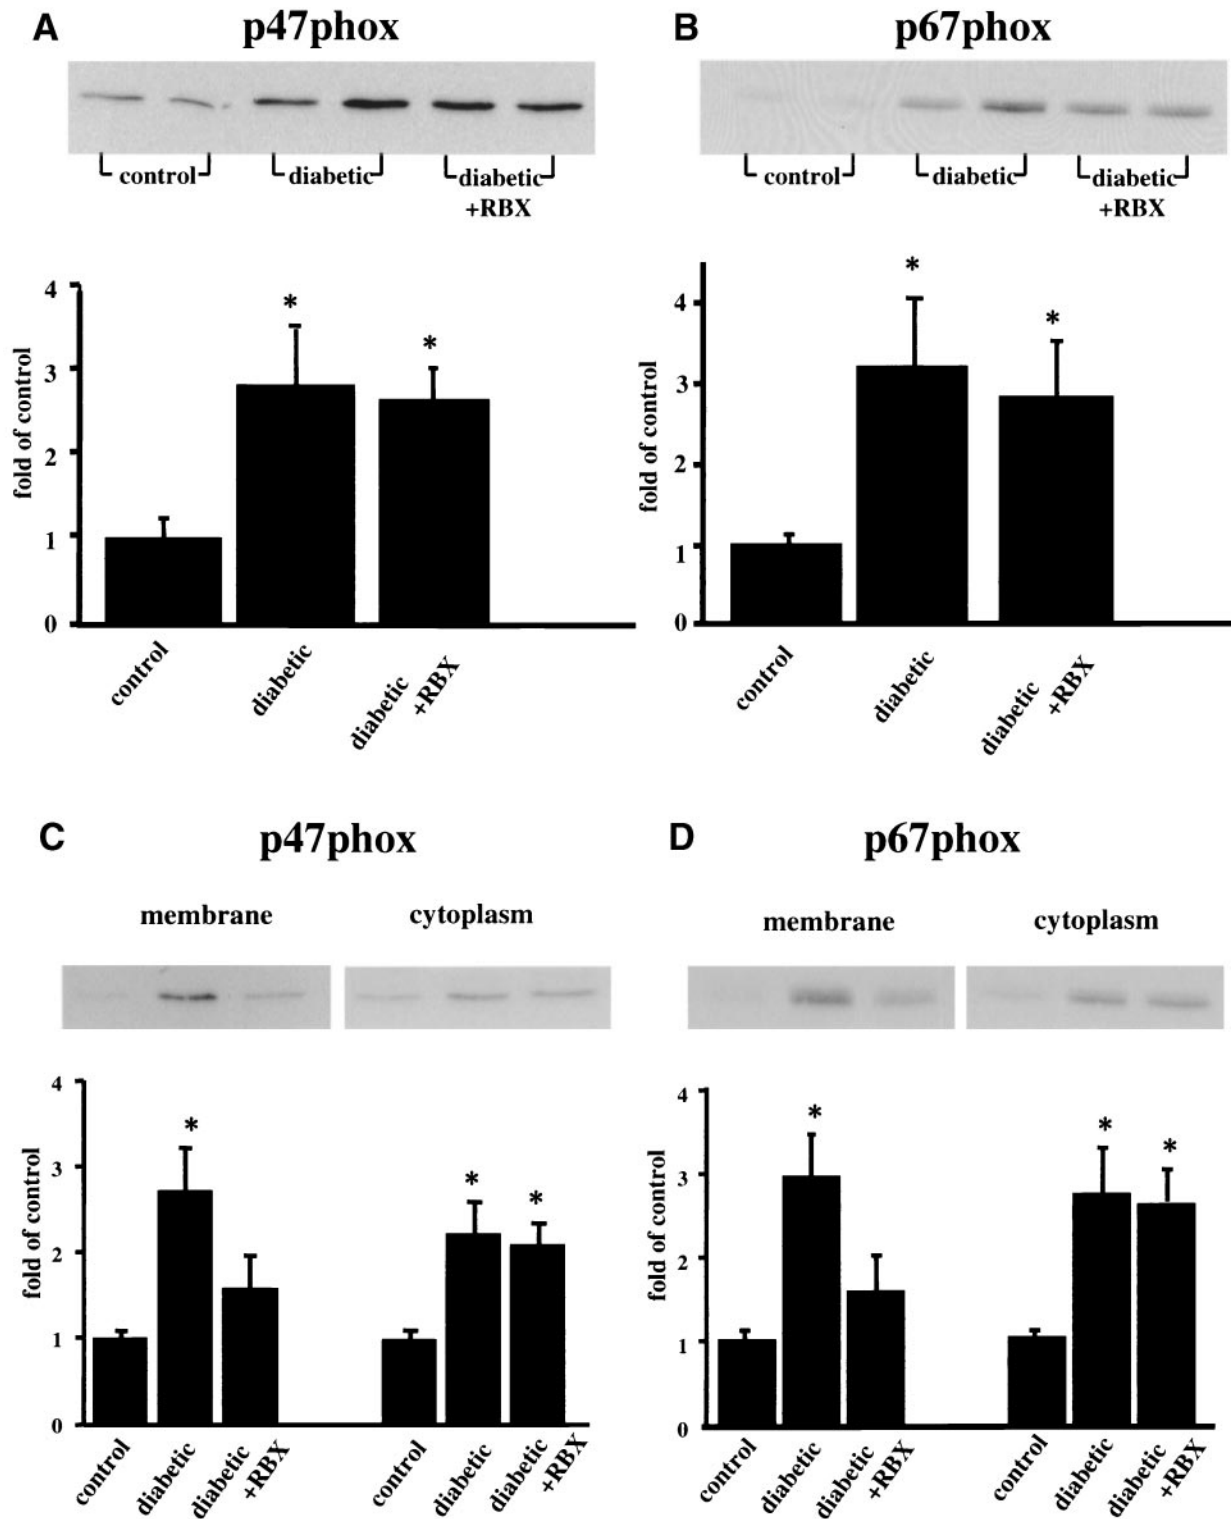 A
p47phox
control
diabetic
diabetic
+RBX
4
3
2
1
0
fold of control
*
*
control
diabetic
diabetic
+RBX
B
p67phox
control
diabetic
diabetic
+RBX
4
3
2
1
0
fold of control
*
*
control
diabetic
diabetic
+RBX
C
p47phox
membrane
cytoplasm
4
3
2
1
0
fold of control
*
*
*
control
diabetic
diabetic
+RBX
control
diabetic
diabetic
+RBX
D
p67phox
membrane
cytoplasm
4
3
2
1
0
fold of control
*
*
*
control
diabetic
diabetic
+RBX
control
diabetic
diabetic
+RBX